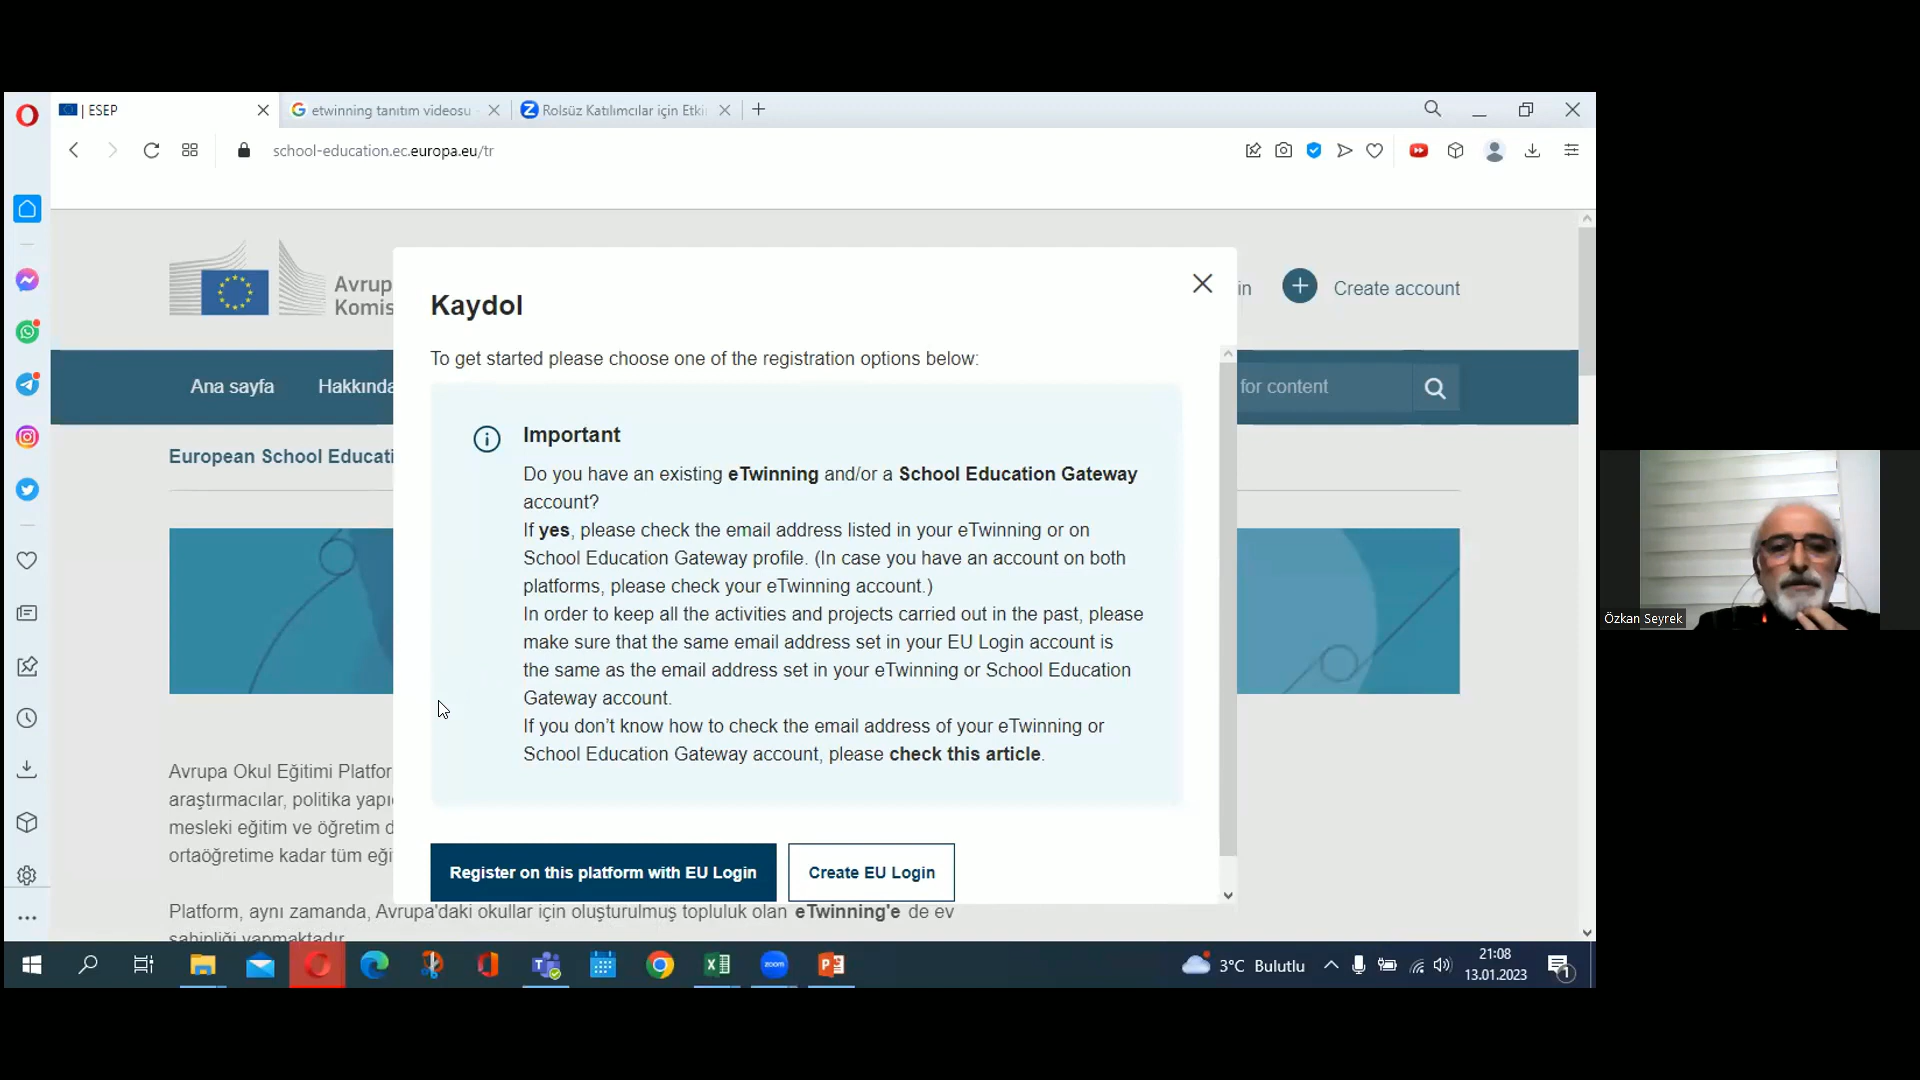 | ESEP
etwinning tanıtım videosu
Rolsüz Katılımcılar için Etki
school-education.ec.europa.eu/tr
Avrup
Komis
in
Create account
Ana sayfa
Hakkında
for content
European School Educati
Kaydol
To get started please choose one of the registration options below:
Important
Do you have an existing eTwinning and/or a School Education Gateway
account?
If yes, please check the email address listed in your eTwinning or on
School Education Gateway profile. (In case you have an account on both
platforms, please check your eTwinning account.)
In order to keep all the activities and projects carried out in the past, please
make sure that the same email address set in your EU Login account is
the same as the email address set in your eTwinning or School Education
Gateway account.
If you don't know how to check the email address of your eTwinning or
School Education Gateway account, please check this article.
Register on this platform with EU Login
Create EU Login
Avrupa Okul Eğitimi Platfor
araştırmacılar, politika yapıc
mesleki eğitim ve öğretim d
ortaöğretime kadar tüm eği
Platform, aynı zamanda, Avrupa'daki okullar için oluşturulmuş topluluk olan eTwinning'e de ev
sahipliği yapmaktadır
Özkan Seyrek
zoom
3°C Bulutlu
21:08
13.01.2023
1